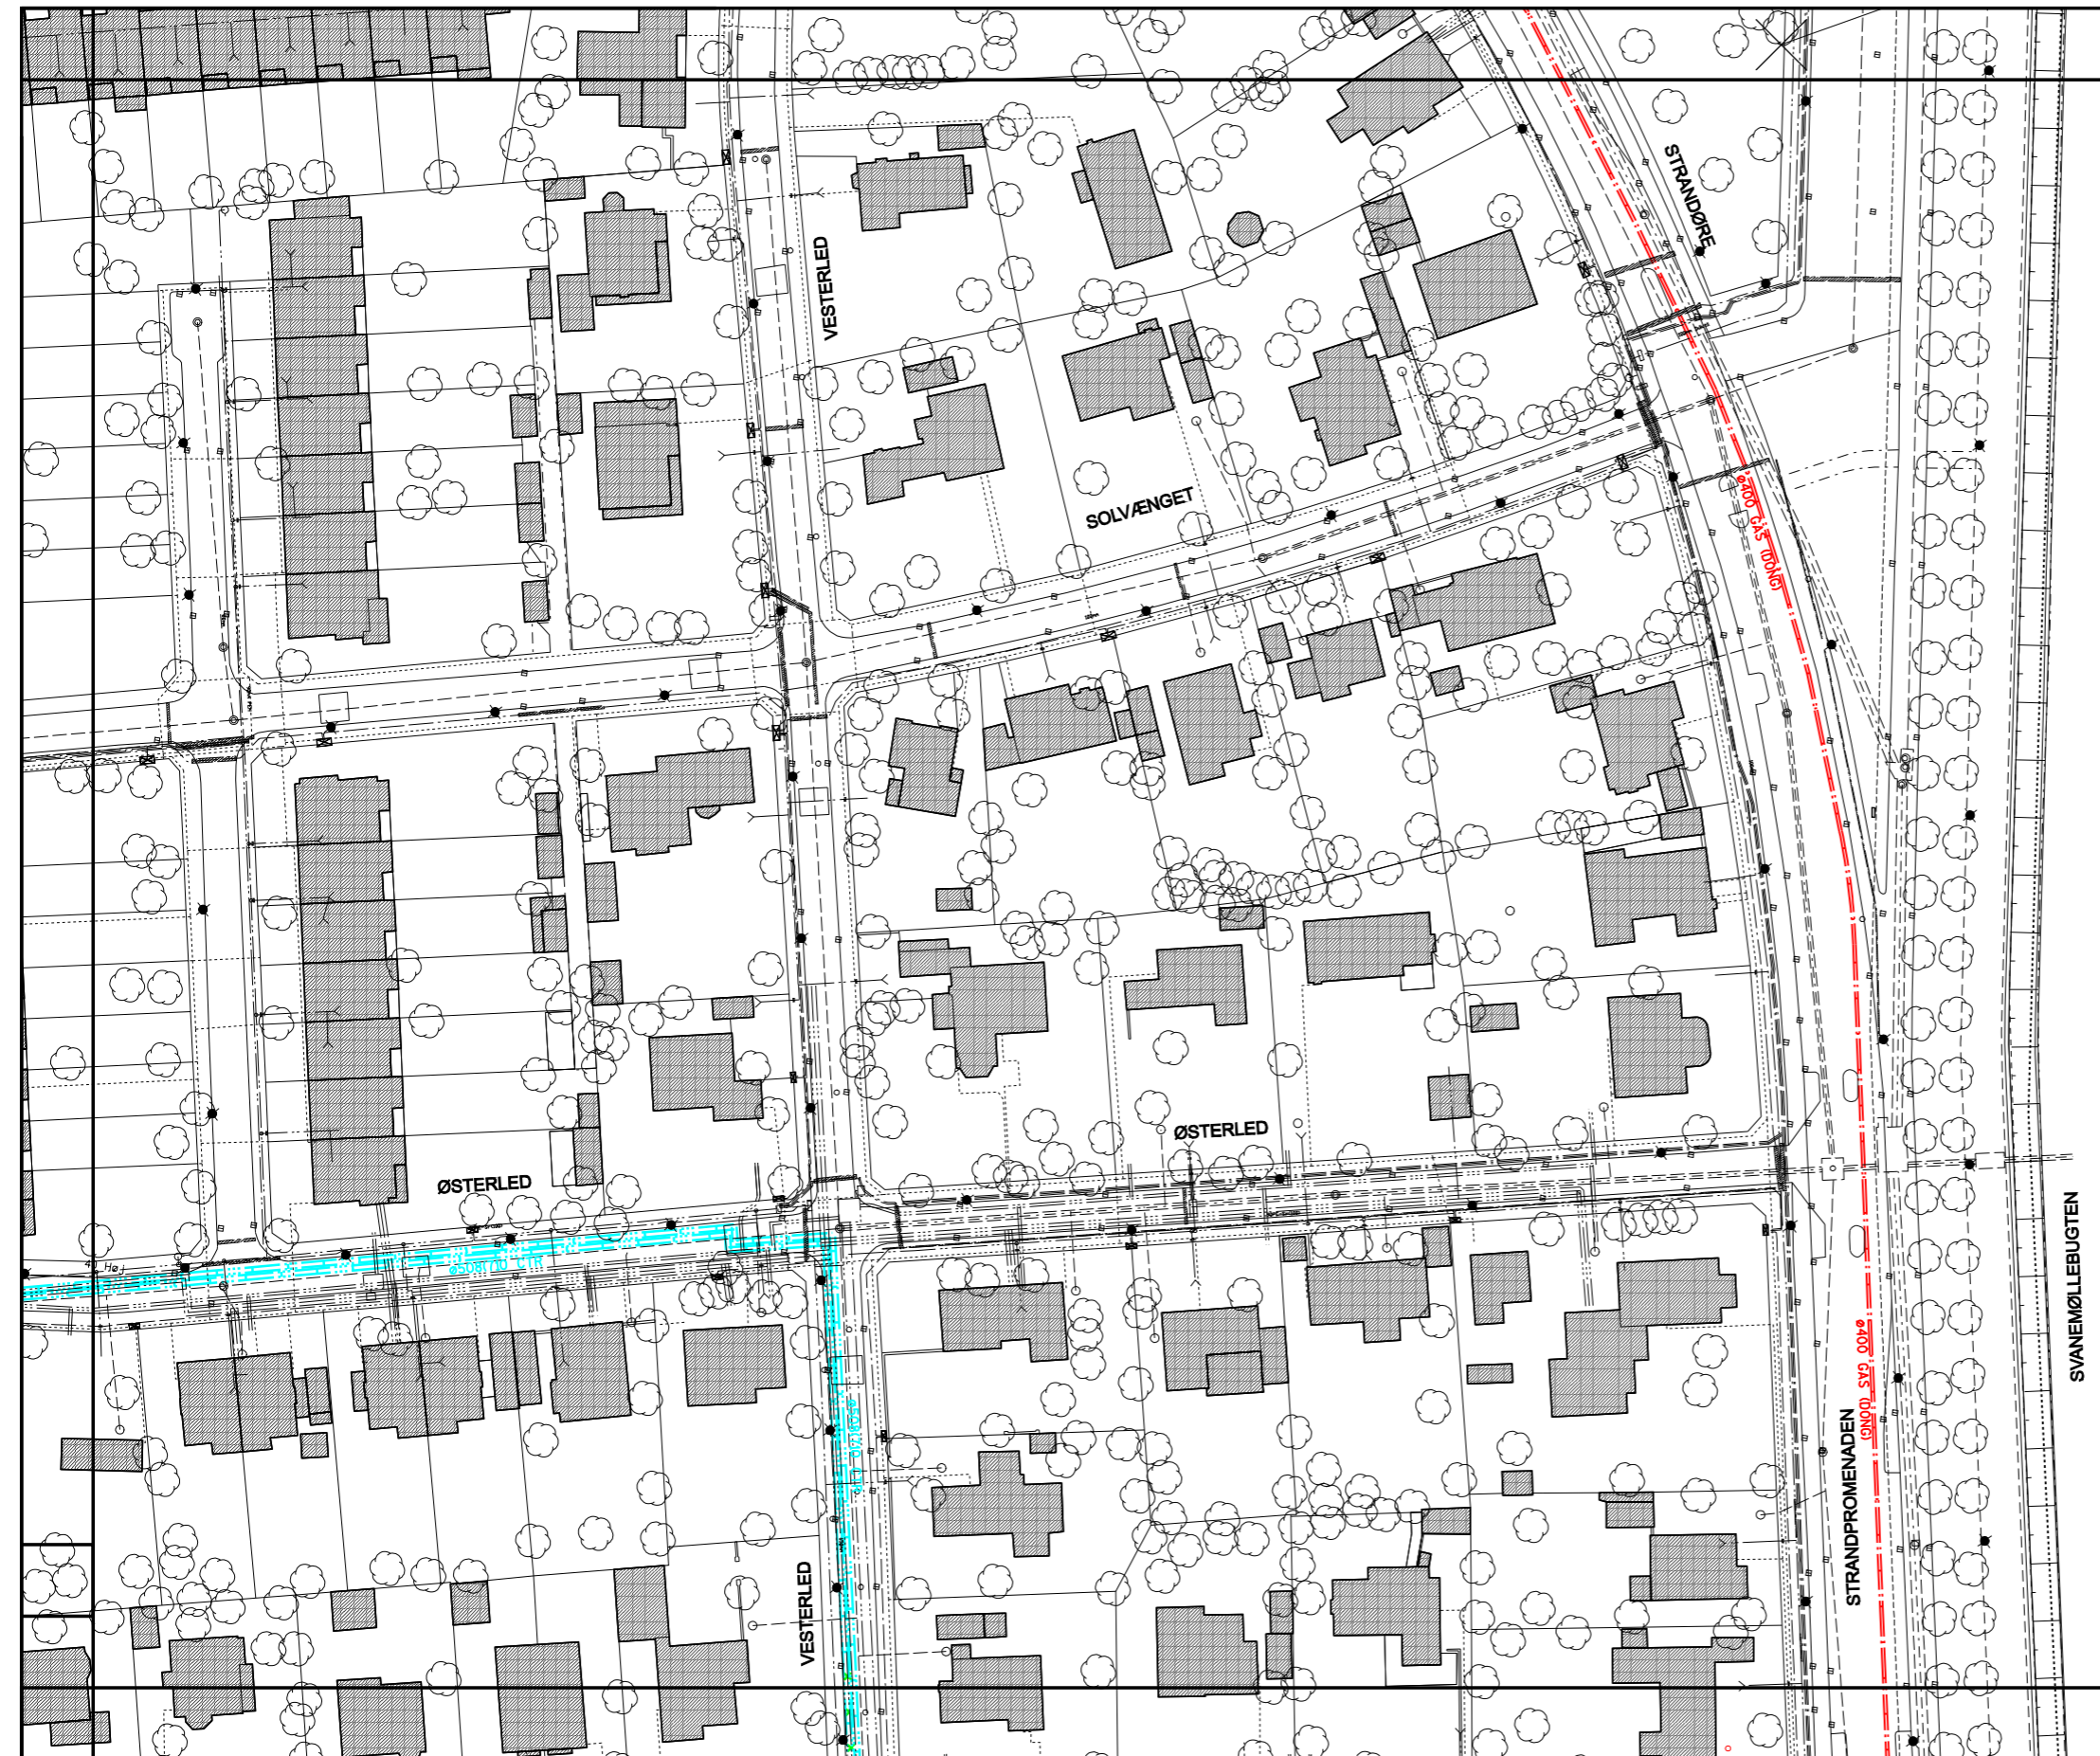 STRANDØRE
VESTERLED
ø400 GAS (DONG)
SOLVÆNGET
ØSTERLED
ØSTERLED
SVANEMØLLEBUGTEN
ø400 GAS (DONG)
STRANDPROMENADEN
VESTERLED